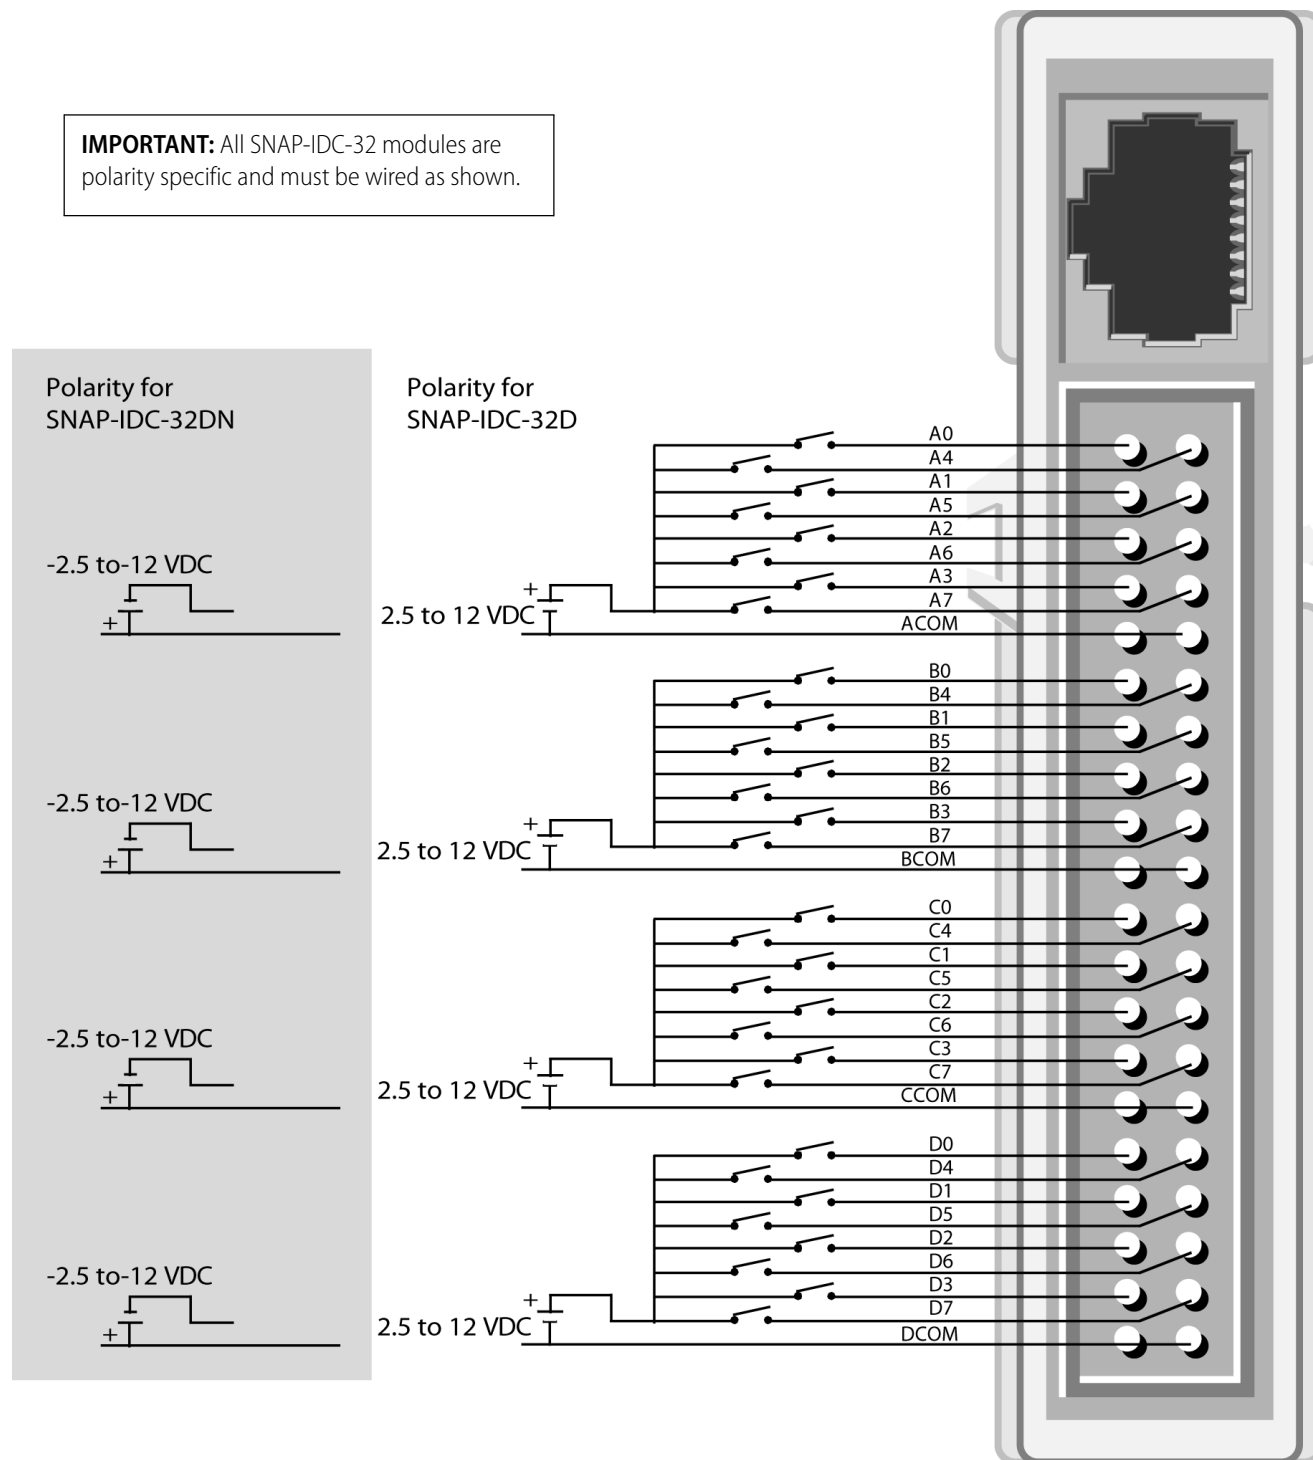 IMPORTANT: All SNAP-IDC-32 modules are
polarity specific and must be wired as shown.
Polarity for
SNAP-IDC-32DN
Polarity for
SNAP-IDC-32D
A0
A4
A1
A5
A2
A6
A3
A7
ACOM
-2.5 to-12 VDC
+
+
2.5 to 12 VDC
B0
B4
B1
B5
B2
B6
B3
B7
BCOM
-2.5 to-12 VDC
+
+
2.5 to 12 VDC
C0
C4
C1
C5
C2
C6
C3
C7
CCOM
-2.5 to-12 VDC
+
+
2.5 to 12 VDC
D0
D4
D1
D5
D2
D6
D3
D7
DCOM
-2.5 to-12 VDC
+
+
2.5 to 12 VDC